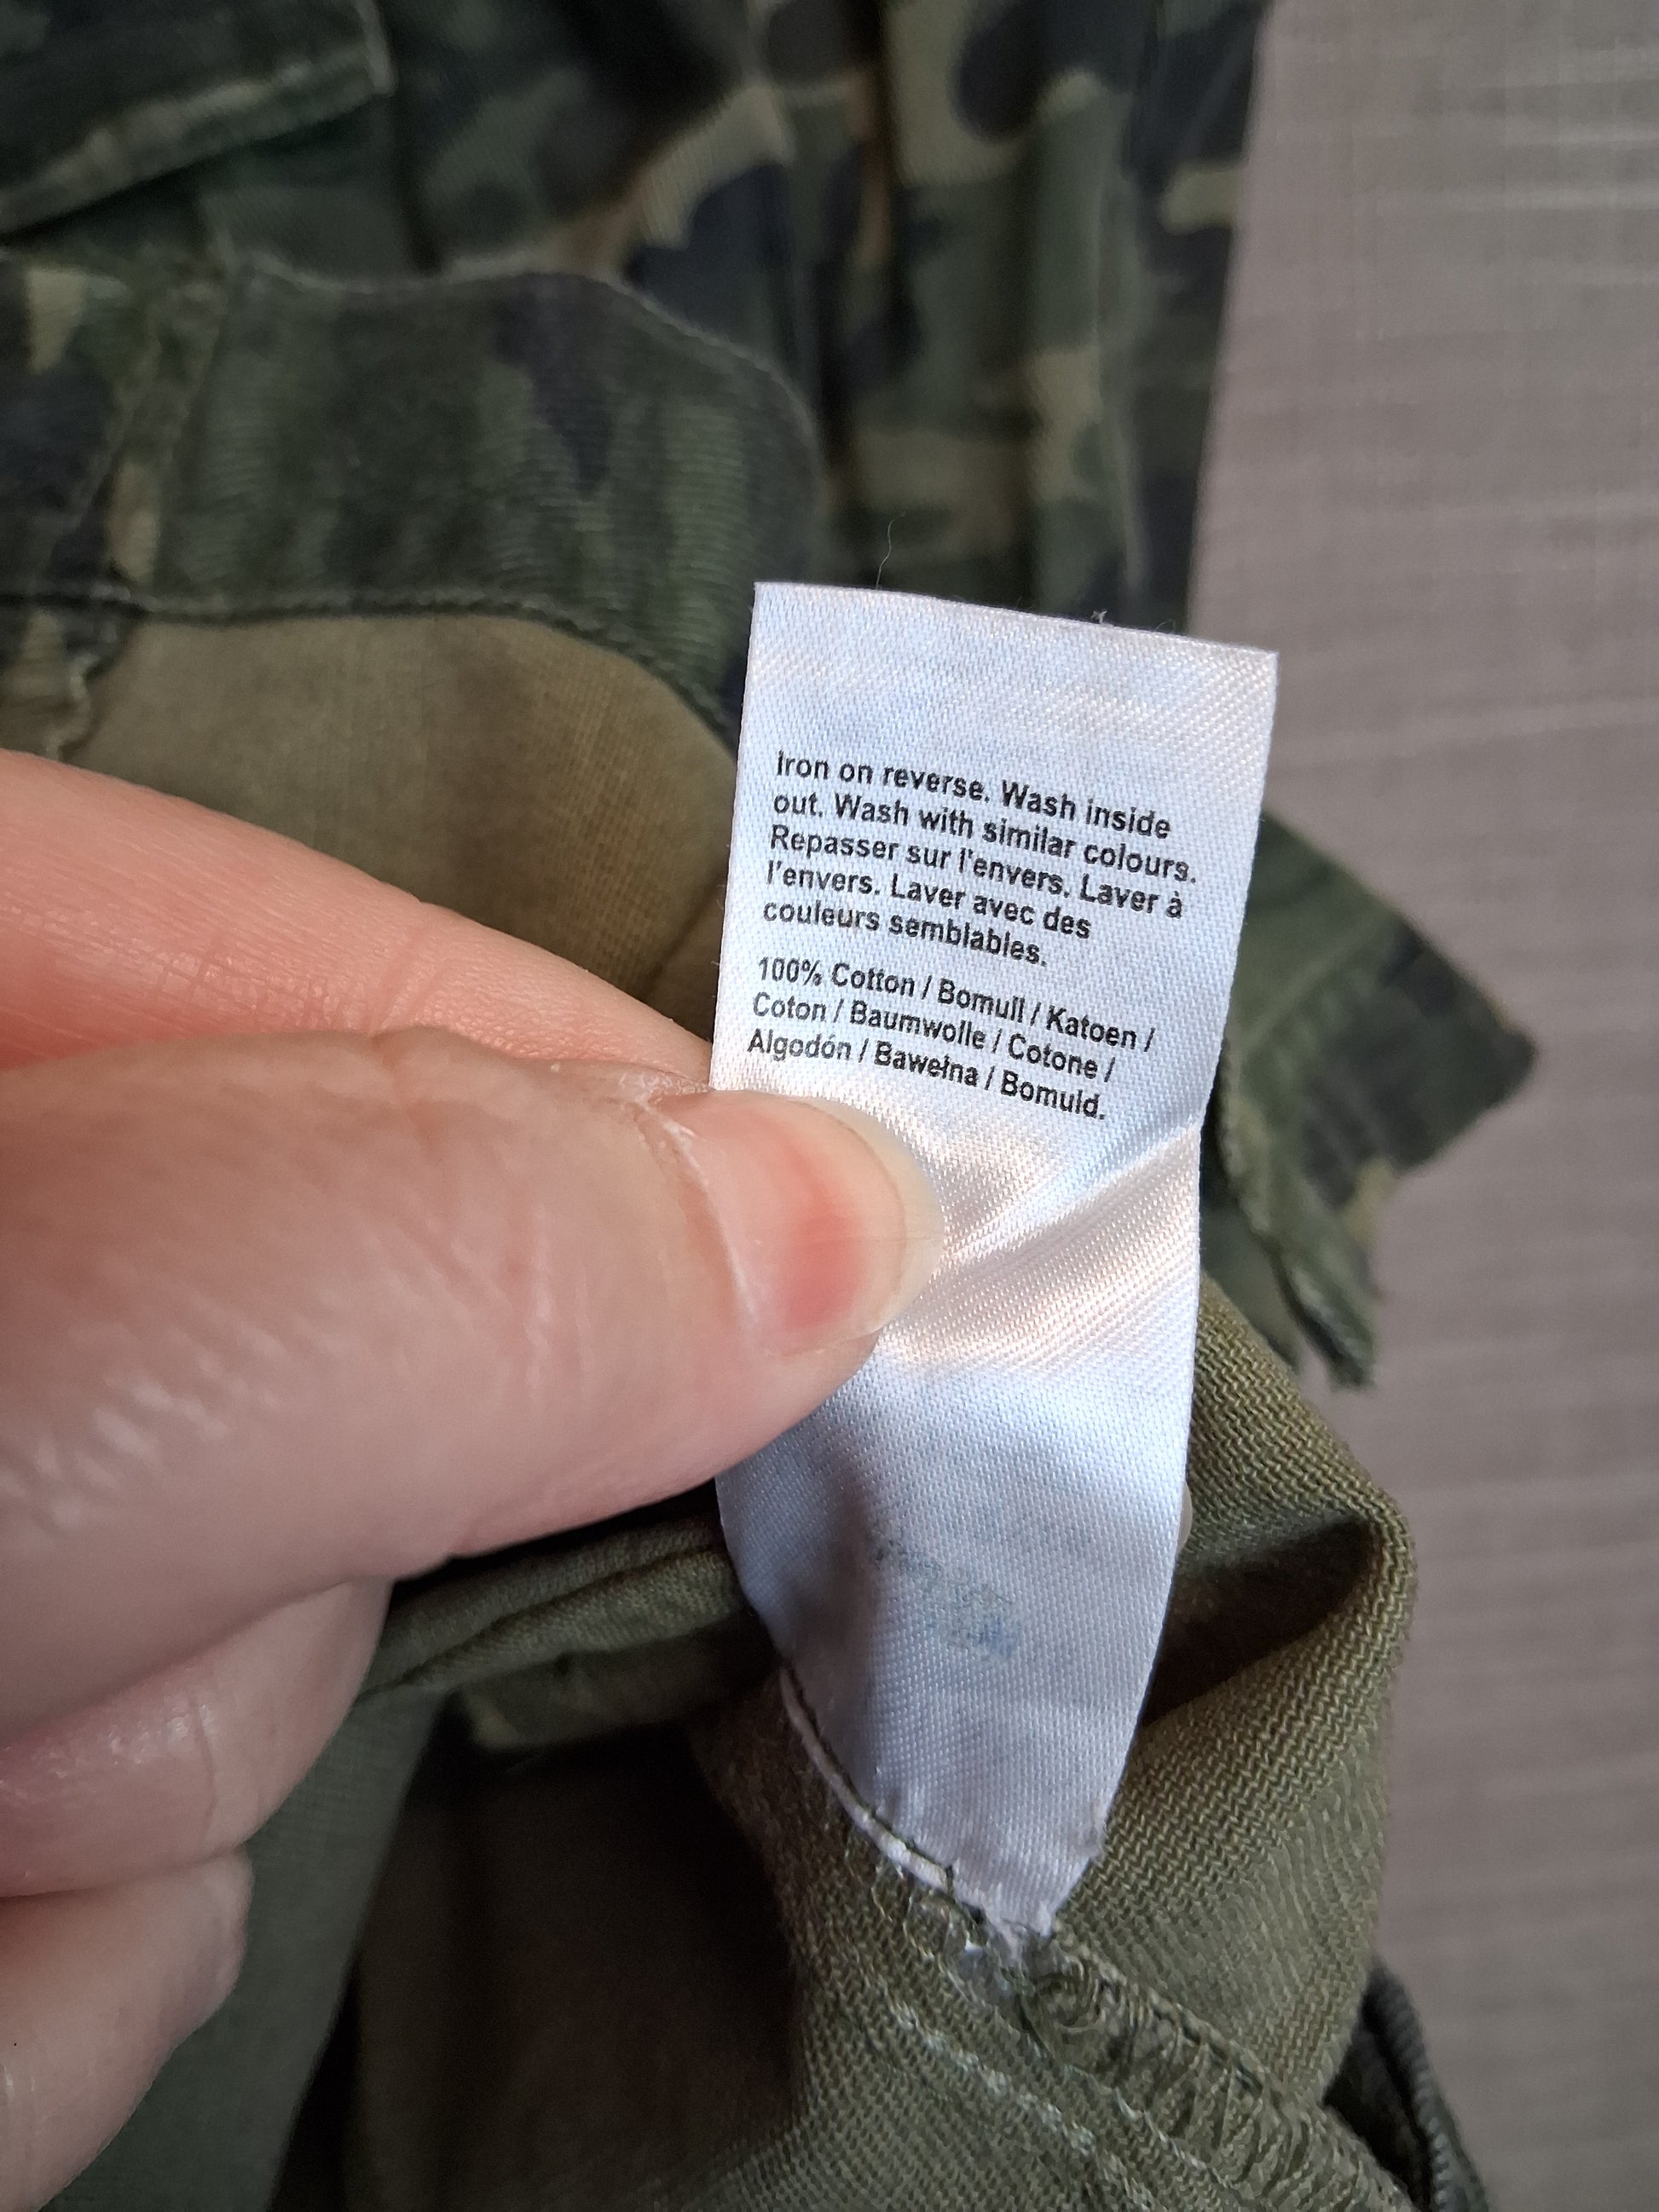 Iron on reverse. Wash inside
out. Wash with similar colours.
Repasser sur l'envers. Laver à
l'envers. Laver avec des
couleurs semblables.
100% Cotton / Bomull / Katoen /
Coton / Baumwolle / Cotone /
Algodón / Bawełna / Bomuld.